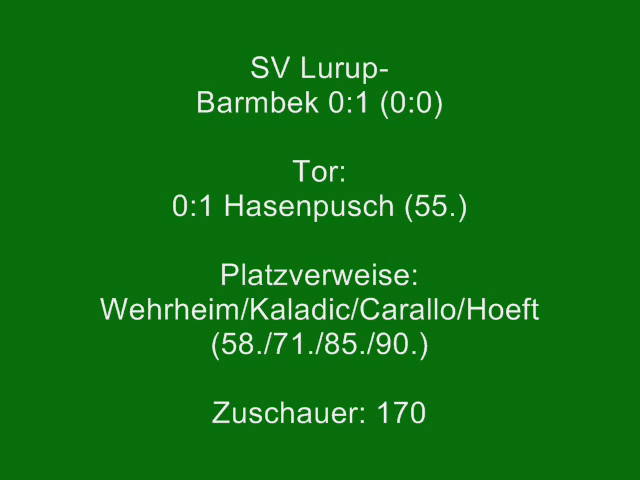 SV Lurup-
Barmbek 0:1 (0:0)
Tor:
0:1 Hasenpusch (55.)
Platzverweise:
Wehrheim/Kaladic/Carallo/Hoeft
(58./71./85./90.)
Zuschauer: 170